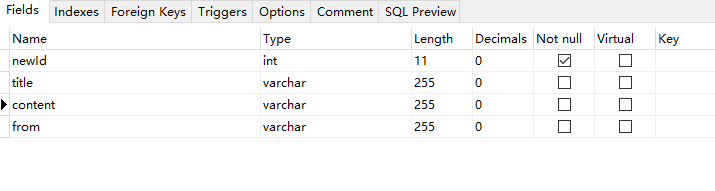 Fields Indexes Foreign Keys Triggers Options Comment SQL Preview
Name Type Length Decimals Not null Virtual Key
newId int 11 0
title varchar 255 0
content varchar 255 0
from varchar 255 0